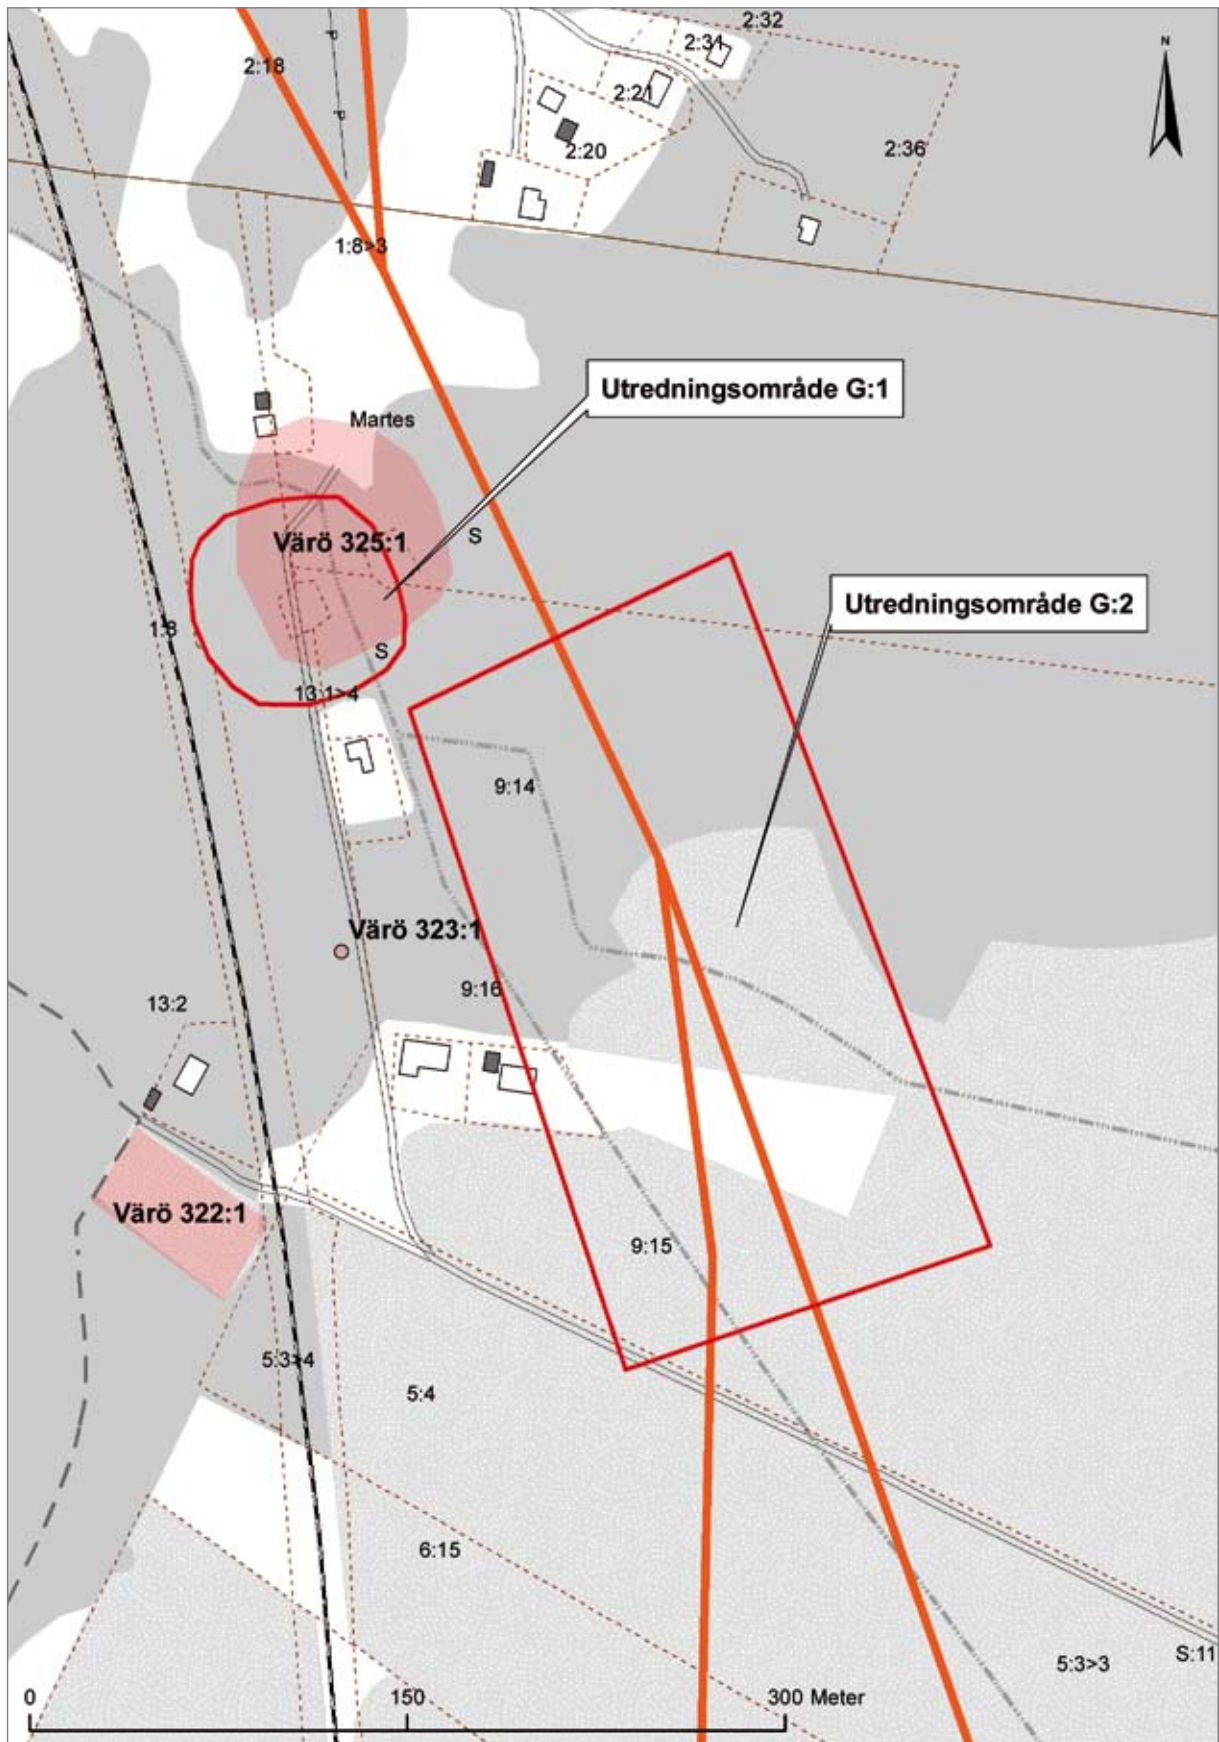 2:32
2:31
2:18
P
2:21
P
2:20
2:36
N
1:8>3
Utredningsområde G:1
Martes
S
Värö 325:1
Utredningsområde G:2
1:8
S
13:1>4
9:14
Värö 323:1
9:16
13:2
Värö 322:1
9:15
5:3>4
5:4
6:15
S:11
5:3>3
0 150 300 Meter